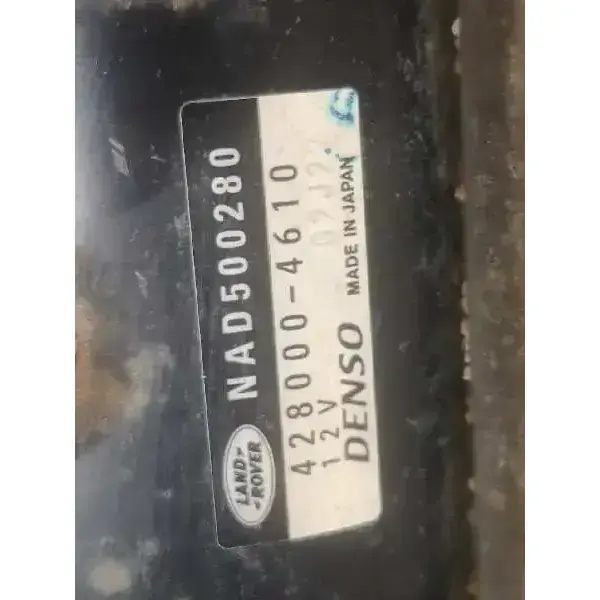 LAND-
ROVER
NAD500280
428000-4610
12V
DENSO MADE IN JAPAN